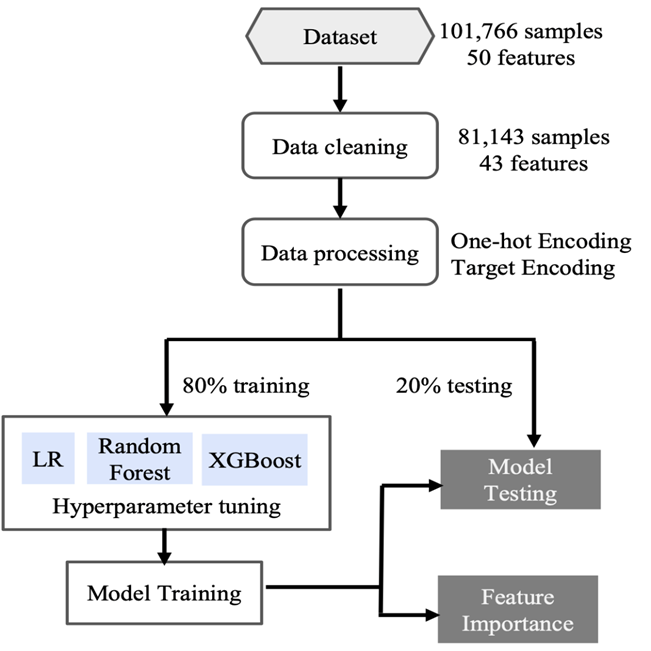 Dataset
101,766 samples
50 features
Data cleaning
81,143 samples
43 features
Data processing
One-hot Encoding
Target Encoding
80% training
20% testing
LR
Random
Forest
XGBoost
Hyperparameter tuning
Model
Testing
Model Training
Feature
Importance